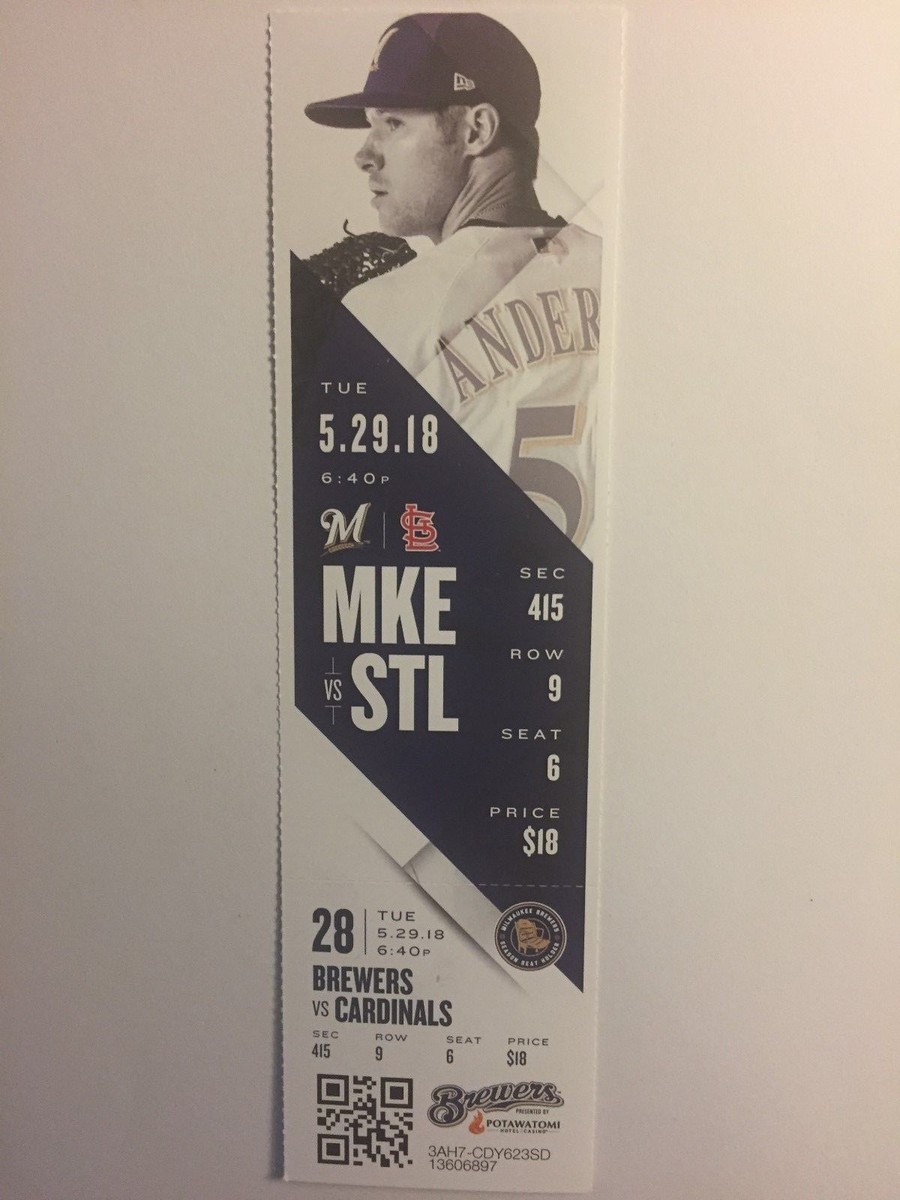 ANDER
5
TUE
5.29.18
6:40P
M STL
MKE
VS STL
SEC
415
ROW
9
SEAT
6
PRICE
$18
28 TUE
5.29.18
6:40P
MILWAUKEE BREWERS
SEASON SEAT HOLDER
BREWERS
VS CARDINALS
SEC ROW SEAT PRICE
415 9 6 $18
Brewers
PRESENTED BY
POTAWATOMI
HOTEL CASINO
3AH7-CDY623SD
13606897